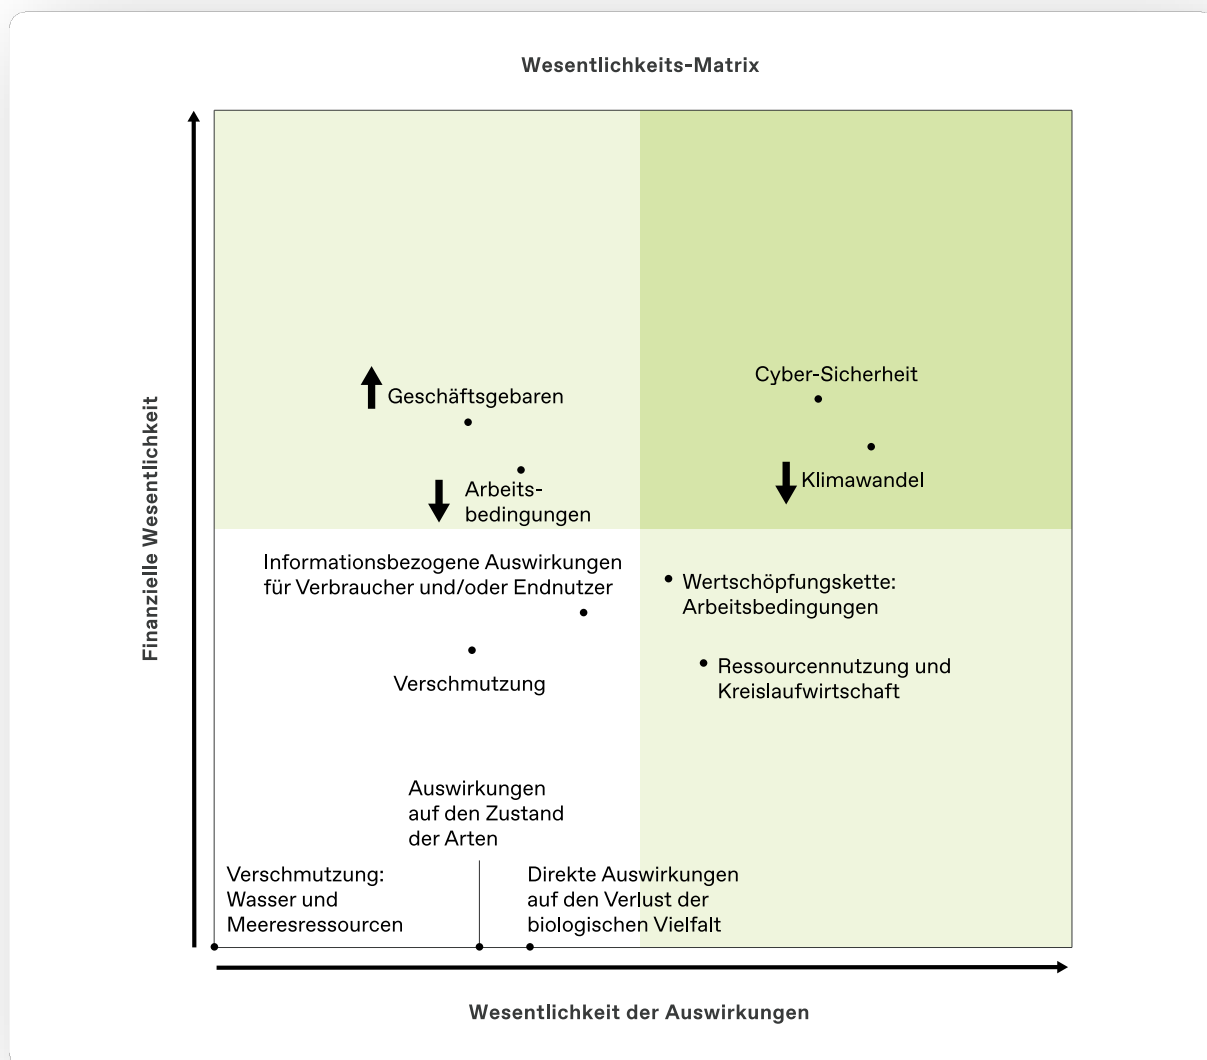 Wesentlichkeits-Matrix
Finanzielle Wesentlichkeit
Cyber-Sicherheit
Geschäftsgebaren
Klimawandel
Arbeits-
bedingungen
Informationsbezogene Auswirkungen
für Verbraucher und/oder Endnutzer
Wertschöpfungskette:
Arbeitsbedingungen
Ressourcennutzung und
Kreislaufwirtschaft
Verschmutzung
Auswirkungen
auf den Zustand
der Arten
Verschmutzung:
Wasser und
Meeresressourcen
Direkte Auswirkungen
auf den Verlust der
biologischen Vielfalt
Wesentlichkeit der Auswirkungen